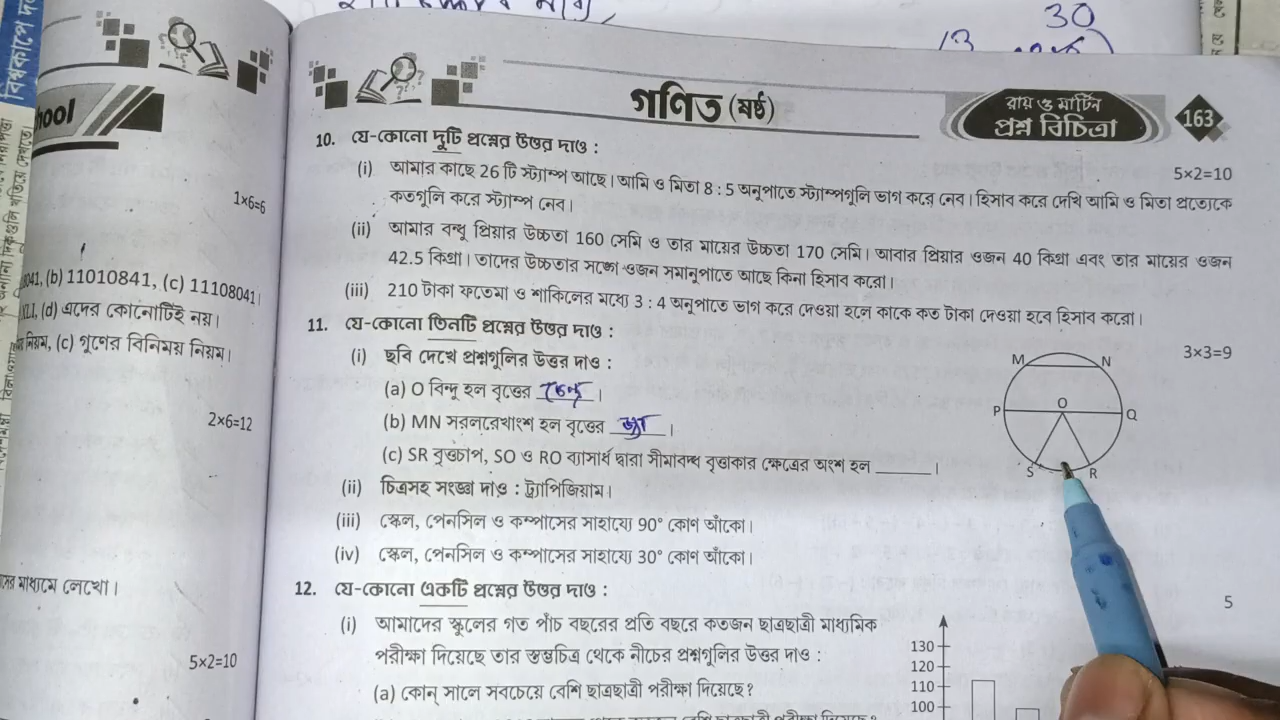 30
13
বিশ্বকাপে
hool
1×6=6
8041, (b) 11010841, (c) 11108041।
XLI, (d) এদের কোনোটিই নয়।
নিয়ম, (c) গুণের বিনিময় নিয়ম।
2×6=12
মাধ্যমে লেখো।
5×2=10
গণিত (ষষ্ঠ)
রায় ও মার্টিন
প্রশ্ন বিচিত্রা
163
10. যে-কোনো দুটি প্রশ্নের উত্তর দাও :
5×2=10
(i) আমার কাছে 26 টি স্ট্যাম্প আছে। আমি ও মিতা 8 : 5 অনুপাতে স্ট্যাম্পগুলি ভাগ করে নেব। হিসাব করে দেখি আমি ও মিতা প্রত্যেকে
কতগুলি করে স্ট্যাম্প নেব।
(ii) আমার বন্ধু প্রিয়ার উচ্চতা 160 সেমি ও তার মায়ের উচ্চতা 170 সেমি। আবার প্রিয়ার ওজন 40 কিগ্রা এবং তার মায়ের ওজন
42.5 কিগ্রা। তাদের উচ্চতার সঙ্গে ওজন সমানুপাতে আছে কিনা হিসাব করো।
(iii) 210 টাকা ফতেমা ও শাকিলের মধ্যে 3 : 4 অনুপাতে ভাগ করে দেওয়া হলে কাকে কত টাকা দেওয়া হবে হিসাব করো।
11. যে-কোনো তিনটি প্রশ্নের উত্তর দাও :
3×3=9
(i) ছবি দেখে প্রশ্নগুলির উত্তর দাও :
(a) O বিন্দু হল বৃত্তের কেন্দ্র ।
(b) MN সরলরেখাংশ হল বৃত্তের জ্যা ।
(c) SR বৃত্তচাপ, SO ও RO ব্যাসার্ধ দ্বারা সীমাবদ্ধ বৃত্তাকার ক্ষেত্রের অংশ হল ______ ।
M N
P O Q
S R
(ii) চিত্রসহ সংজ্ঞা দাও : ট্র্যাপিজিয়াম।
(iii) স্কেল, পেনসিল ও কম্পাসের সাহায্যে 90° কোণ আঁকো।
(iv) স্কেল, পেনসিল ও কম্পাসের সাহায্যে 30° কোণ আঁকো।
12. যে-কোনো একটি প্রশ্নের উত্তর দাও :
5
(i) আমাদের স্কুলের গত পাঁচ বছরের প্রতি বছরে কতজন ছাত্রছাত্রী মাধ্যমিক
পরীক্ষা দিয়েছে তার স্তম্ভচিত্র থেকে নীচের প্রশ্নগুলির উত্তর দাও :
(a) কোন্ সালে সবচেয়ে বেশি ছাত্রছাত্রী পরীক্ষা দিয়েছে?
130
120
110
100